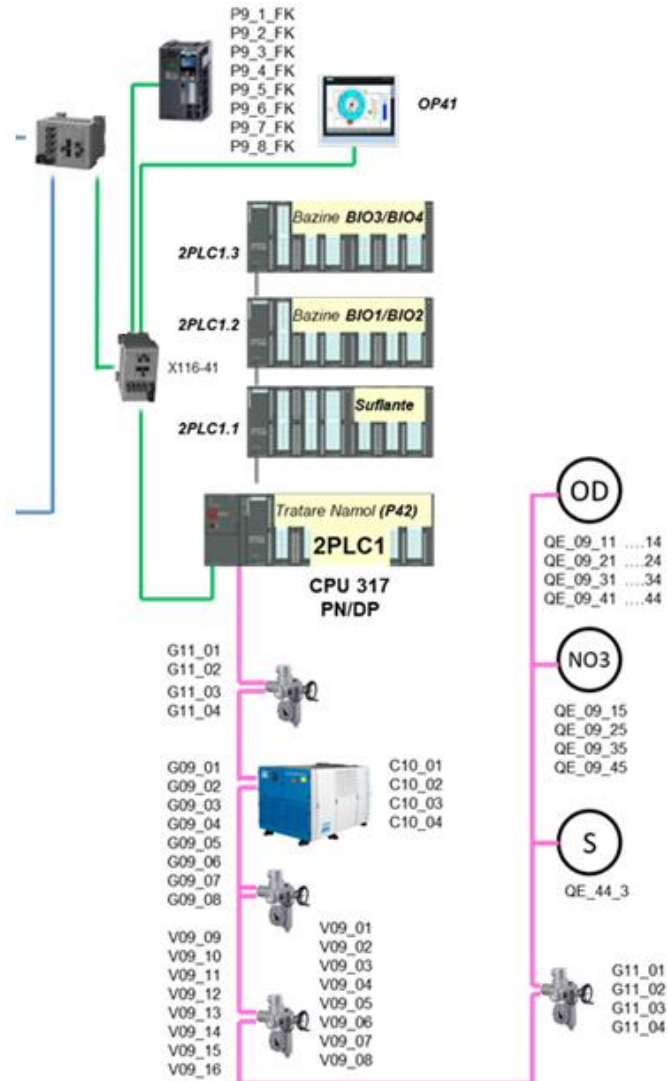 P9_1_FK
P9_2_FK
P9_3_FK
P9_4_FK
P9_5_FK
P9_6_FK
P9_7_FK
P9_8_FK
OP41
Bazine BIO3/BIO4
2PLC1.3
Bazine BIO1/BIO2
2PLC1.2
X116-41
Suflante
2PLC1.1
Tratare Namol (P42)
2PLC1
CPU 317
PN/DP
OD
QE_09_11 ....14
QE_09_21 ....24
QE_09_31 ....34
QE_09_41 ....44
G11_01
G11_02
G11_03
G11_04
NO3
QE_09_15
QE_09_25
QE_09_35
QE_09_45
G09_01
G09_02
G09_03
G09_04
G09_05
G09_06
G09_07
G09_08
C10_01
C10_02
C10_03
C10_04
S
QE_44_3
V09_09
V09_10
V09_11
V09_12
V09_13
V09_14
V09_15
V09_16
V09_01
V09_02
V09_03
V09_04
V09_05
V09_06
V09_07
V09_08
G11_01
G11_02
G11_03
G11_04